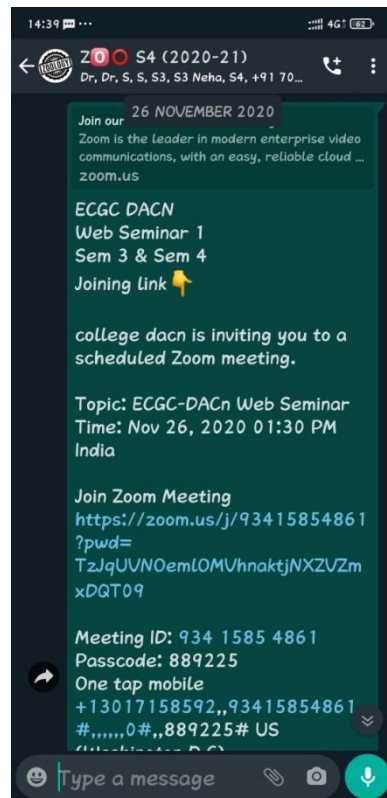 14:39
4G 62
ZOOLOGY
Z🅾️⭕ S4 (2020-21)
Dr, Dr, S, S, S3, S3 Neha, S4, +91 70...
26 NOVEMBER 2020
Join our
Zoom is the leader in modern enterprise video
communications, with an easy, reliable cloud ...
zoom.us
ECGC DACN
Web Seminar 1
Sem 3 & Sem 4
Joining link👇
college dacn is inviting you to a
scheduled Zoom meeting.
Topic: ECGC-DACn Web Seminar
Time: Nov 26, 2020 01:30 PM
India
Join Zoom Meeting
https://zoom.us/j/93415854861
?pwd=
TzJqUVNOemlOMVhnaktjNXZVZm
xDQT09
Meeting ID: 934 1585 4861
Passcode: 889225
One tap mobile
+13017158592,,93415854861
#,,,,,,0#,,889225# US
(Washington D.C)
Type a message